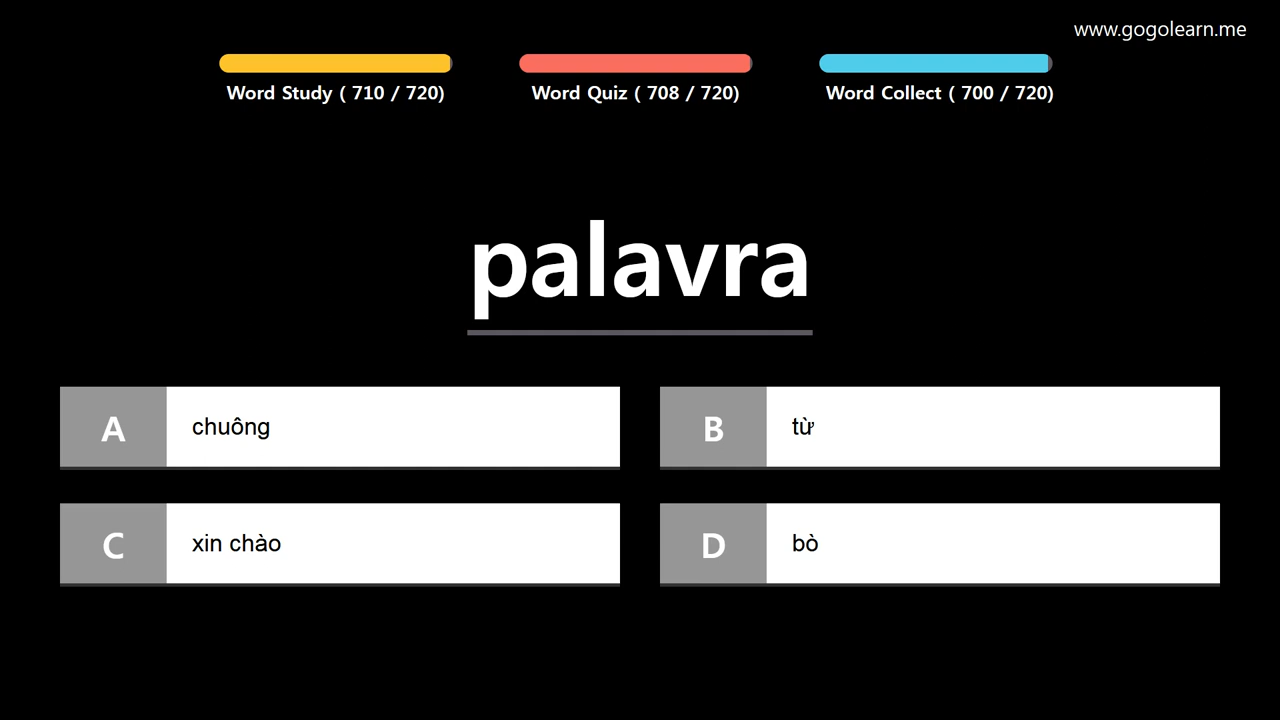 www.gogolearn.me
Word Study ( 710 / 720)
Word Quiz ( 708 / 720)
Word Collect ( 700 / 720)
palavra
A chuông
B từ
C xin chào
D bò